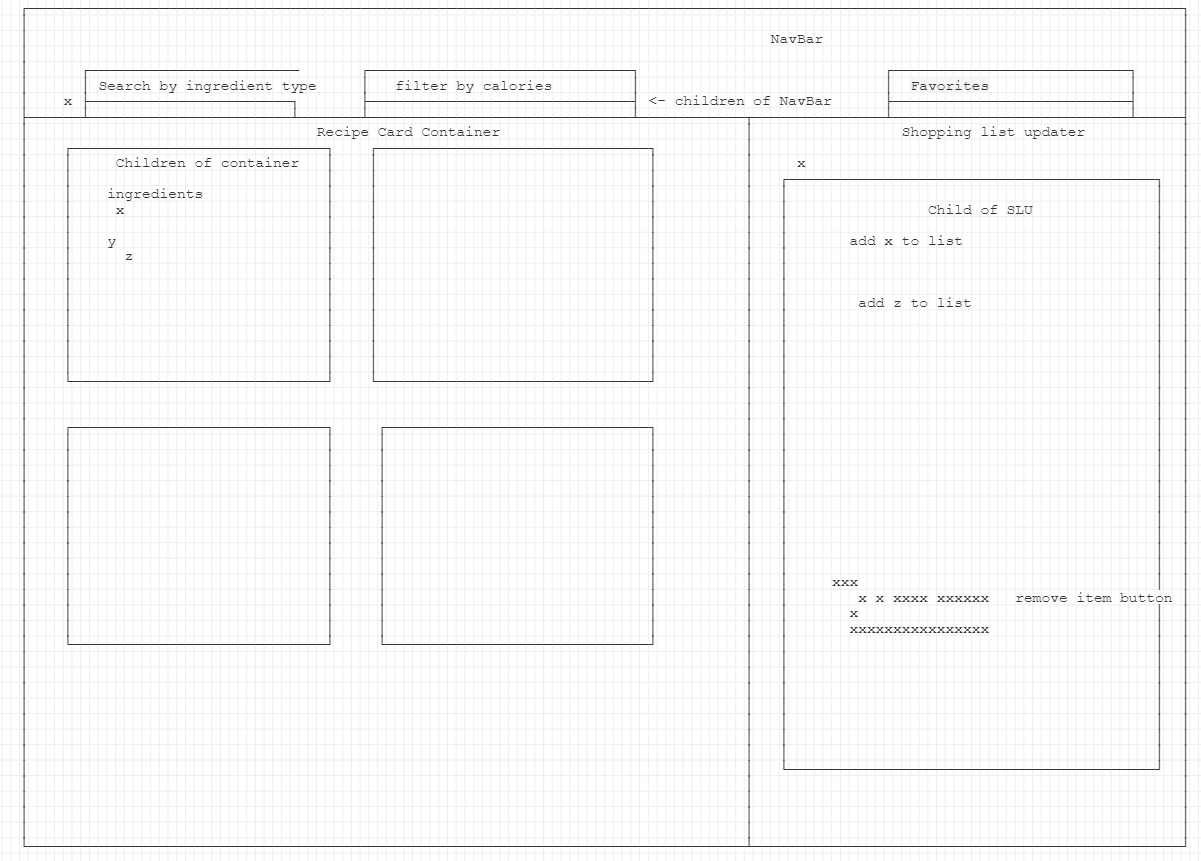 NavBar
Search by ingredient type
filter by calories
Favorites
x
<- children of NavBar
Recipe Card Container
Shopping list updater
Children of container
x
ingredients
x
Child of SLU
y
add x to list
z
add z to list
xxx
x x xxxx xxxxxx remove item button
x
xxxxxxxxxxxxxxxx